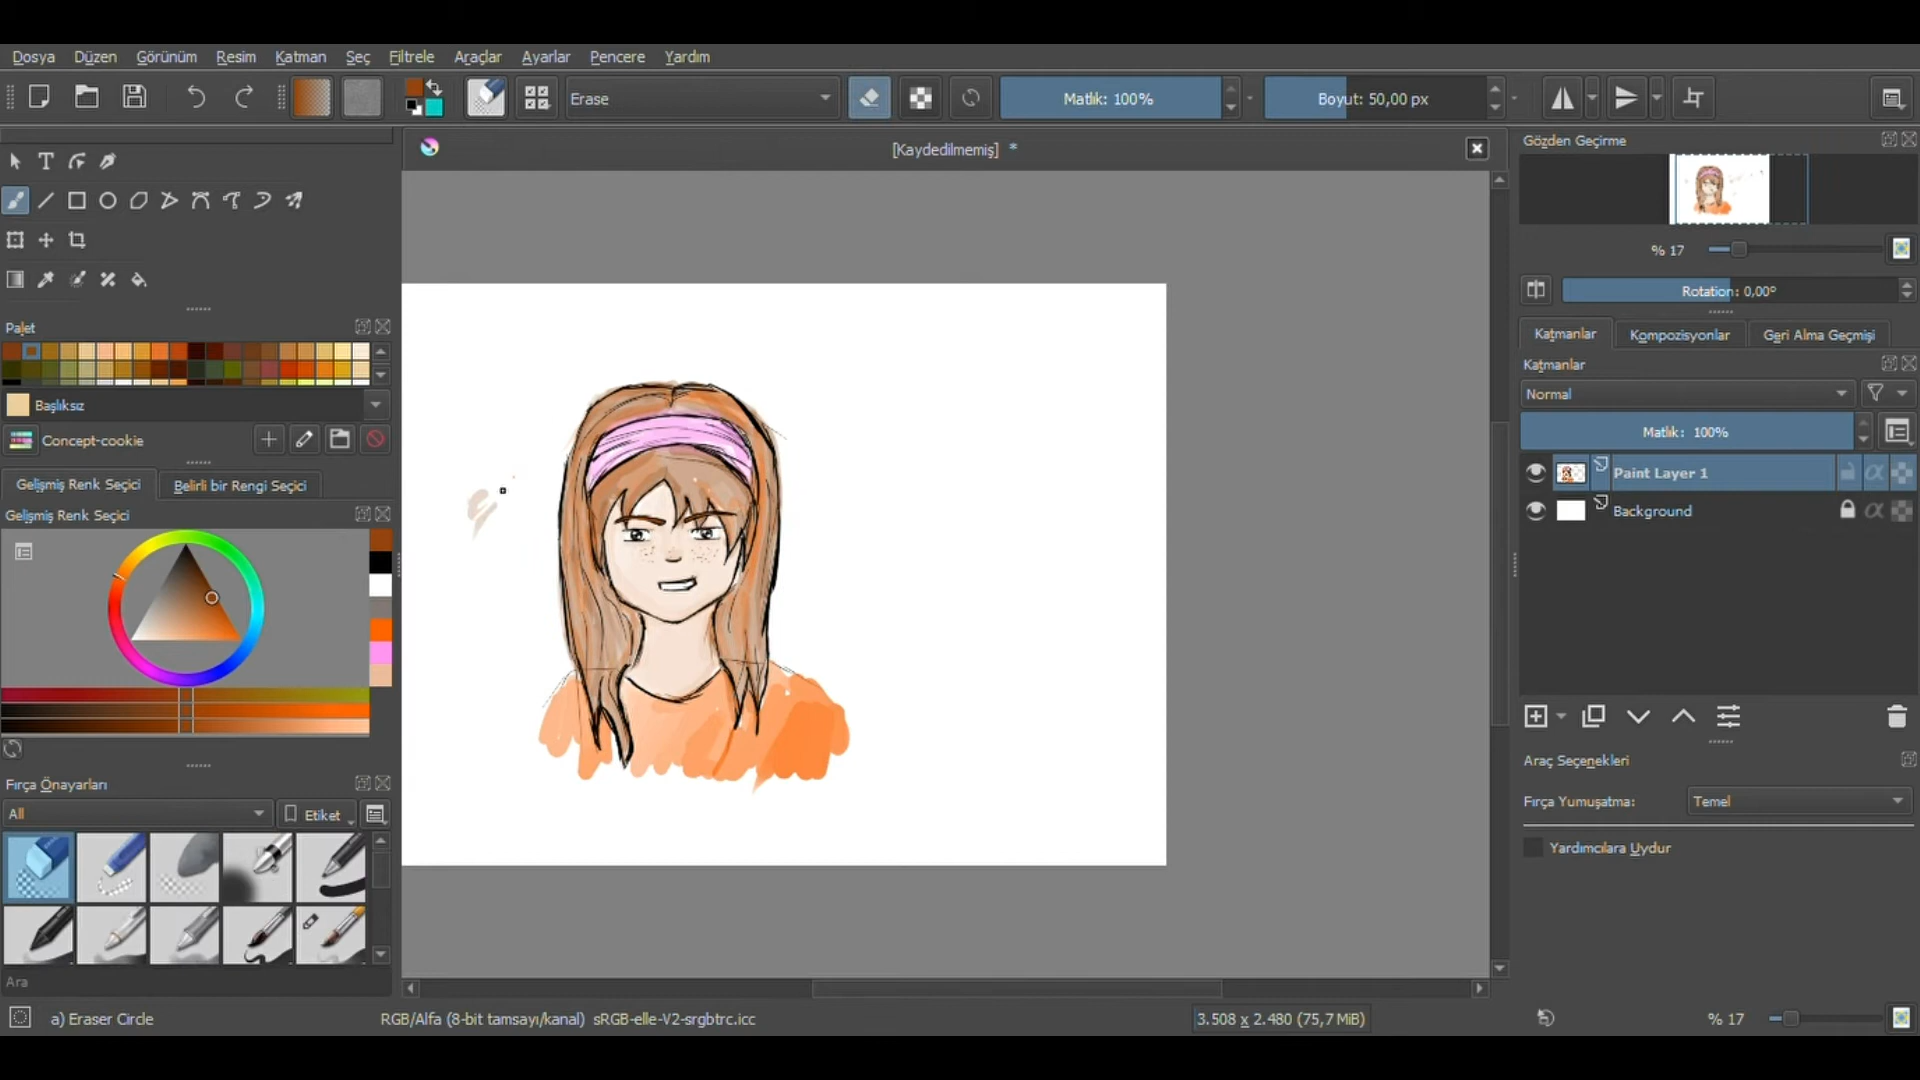 Dosya Düzen Görünüm Resim Katman Seç Filtrele Araçlar Ayarlar Pencere Yardım
Erase Matlık: 100% Boyut: 50,00 px
[Kaydedilmemiş] *
Gözden Geçirme
% 17
Rotation: 0,00°
Katmanlar Kompozisyonlar Geri Alma Geçmişi
Katmanlar
Normal
Matlık: 100%
Paint Layer 1
Background
Araç Seçenekleri
Fırça Yumuşatma: Temel
Yardımcılara Uydur
Palet
Başlıksız
Concept-cookie
Gelişmiş Renk Seçici Belirli bir Rengi Seçici
Gelişmiş Renk Seçici
Fırça Önayarları
All Etiket
Ara
a) Eraser Circle RGB/Alfa (8-bit tamsayı/kanal) sRGB-elle-V2-srgbtrc.icc 3.508 x 2.480 (75,7 MiB) % 17